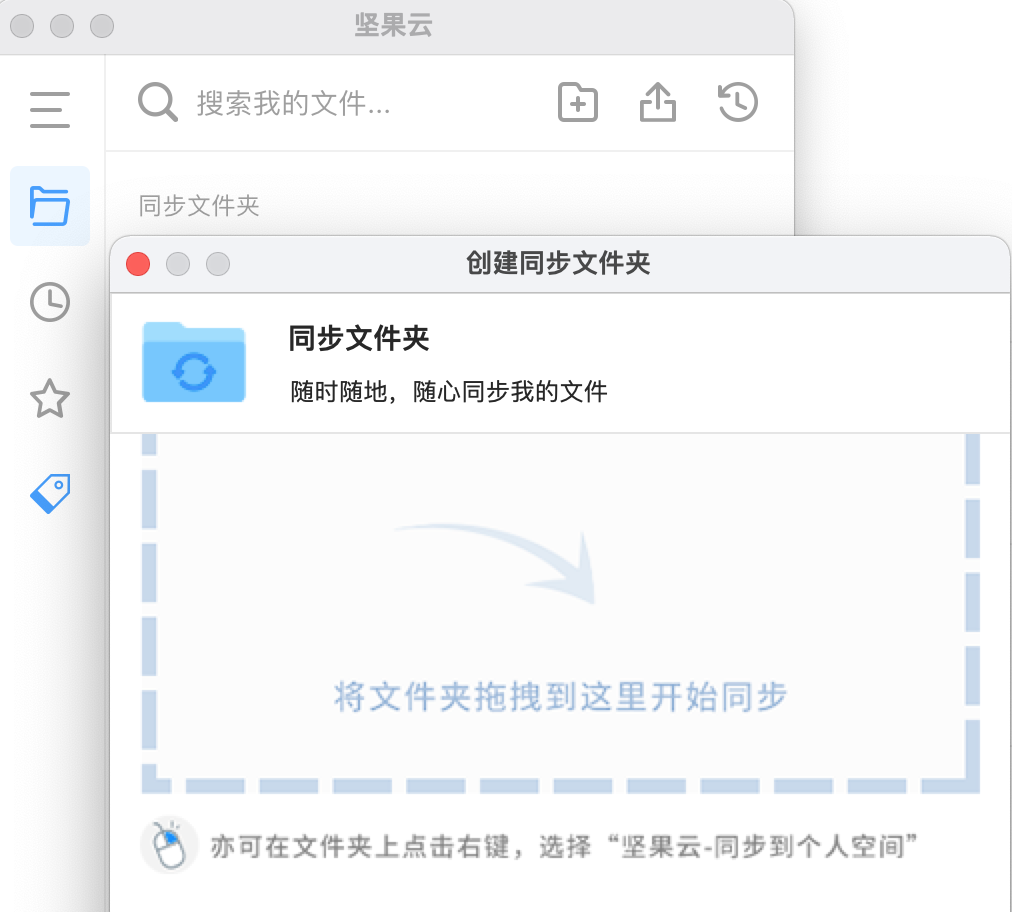 坚果云
搜索我的文件...
同步文件夹
创建同步文件夹
同步文件夹
随时随地，随心同步我的文件
将文件夹拖拽到这里开始同步
亦可在文件夹上点击右键，选择“坚果云-同步到个人空间”